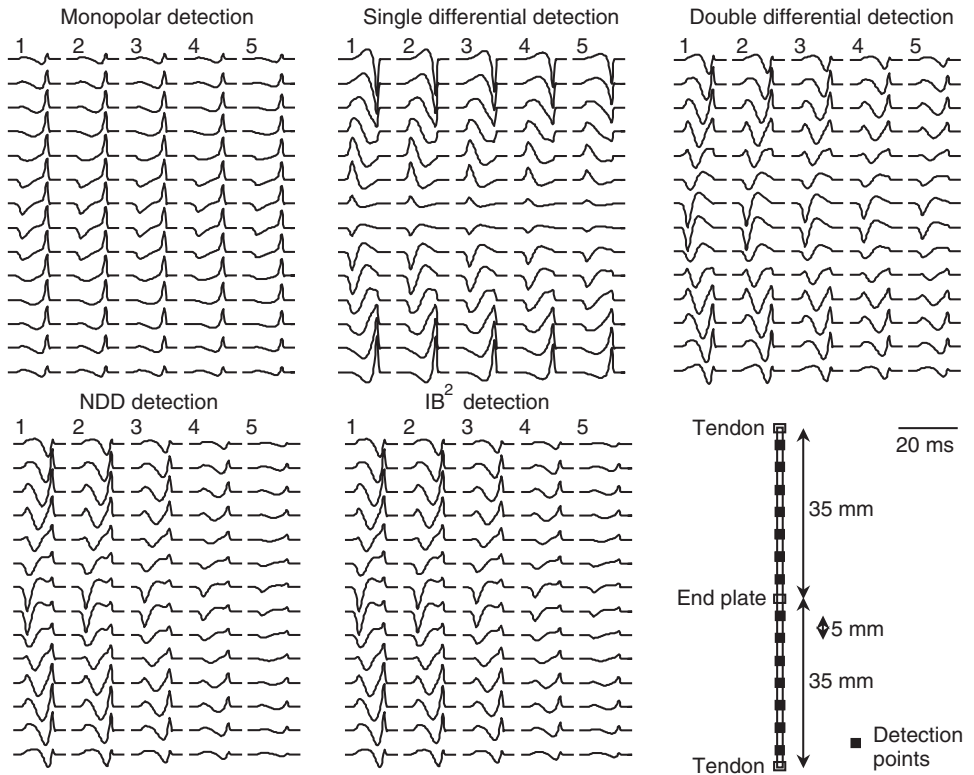 Monopolar detection
1 2 3 4 5
Single differential detection
1 2 3 4 5
Double differential detection
1 2 3 4 5
NDD detection
1 2 3 4 5
IB² detection
1 2 3 4 5
Tendon
20 ms
35 mm
End plate
5 mm
35 mm
Detection
points
Tendon